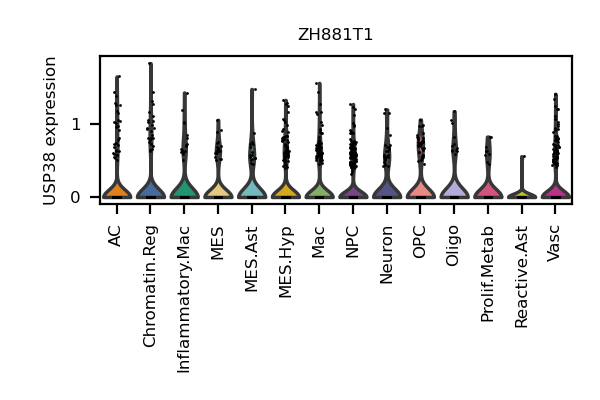 ZH881T1
USP38 expression
1
0
AC
Chromatin.Reg
Inflammatory.Mac
MES
MES.Ast
MES.Hyp
Mac
NPC
Neuron
OPC
Oligo
Prolif.Metab
Reactive.Ast
Vasc